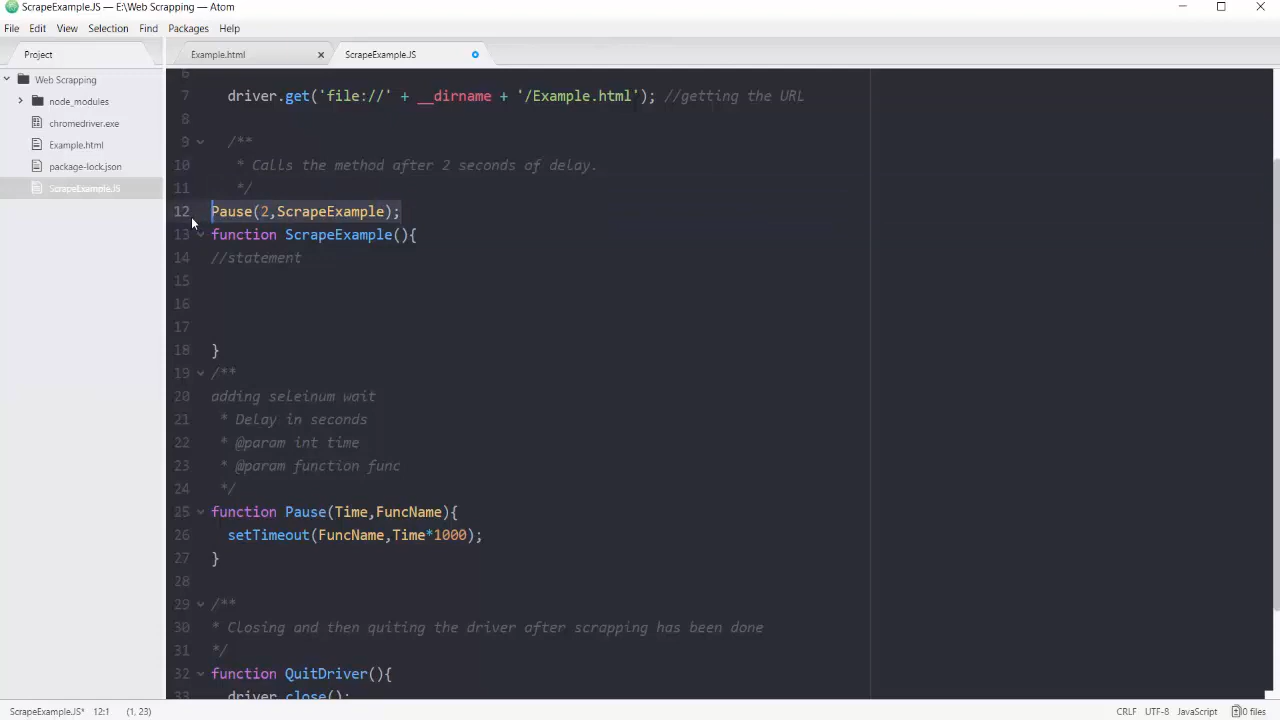 ScrapeExample.JS — E:\Web Scrapping — Atom
File Edit View Selection Find Packages Help
Project
Example.html
ScrapeExample.JS
Web Scrapping
node_modules
chromedriver.exe
Example.html
package-lock.json
ScrapeExample.JS
6
7 driver.get('file://' + __dirname + '/Example.html'); //getting the URL
8
9 /**
10 * Calls the method after 2 seconds of delay.
11 */
12 Pause(2,ScrapeExample);
13 function ScrapeExample(){
14 //statement
15
16
17
18 }
19 /**
20 adding seleinum wait
21 * Delay in seconds
22 * @param int time
23 * @param function func
24 */
25 function Pause(Time,FuncName){
26 setTimeout(FuncName,Time*1000);
27 }
28
29 /**
30 * Closing and then quiting the driver after scrapping has been done
31 */
32 function QuitDriver(){
33 driver.close();
ScrapeExample.JS* 12:1 (1, 23)
CRLF UTF-8 JavaScript 0 files